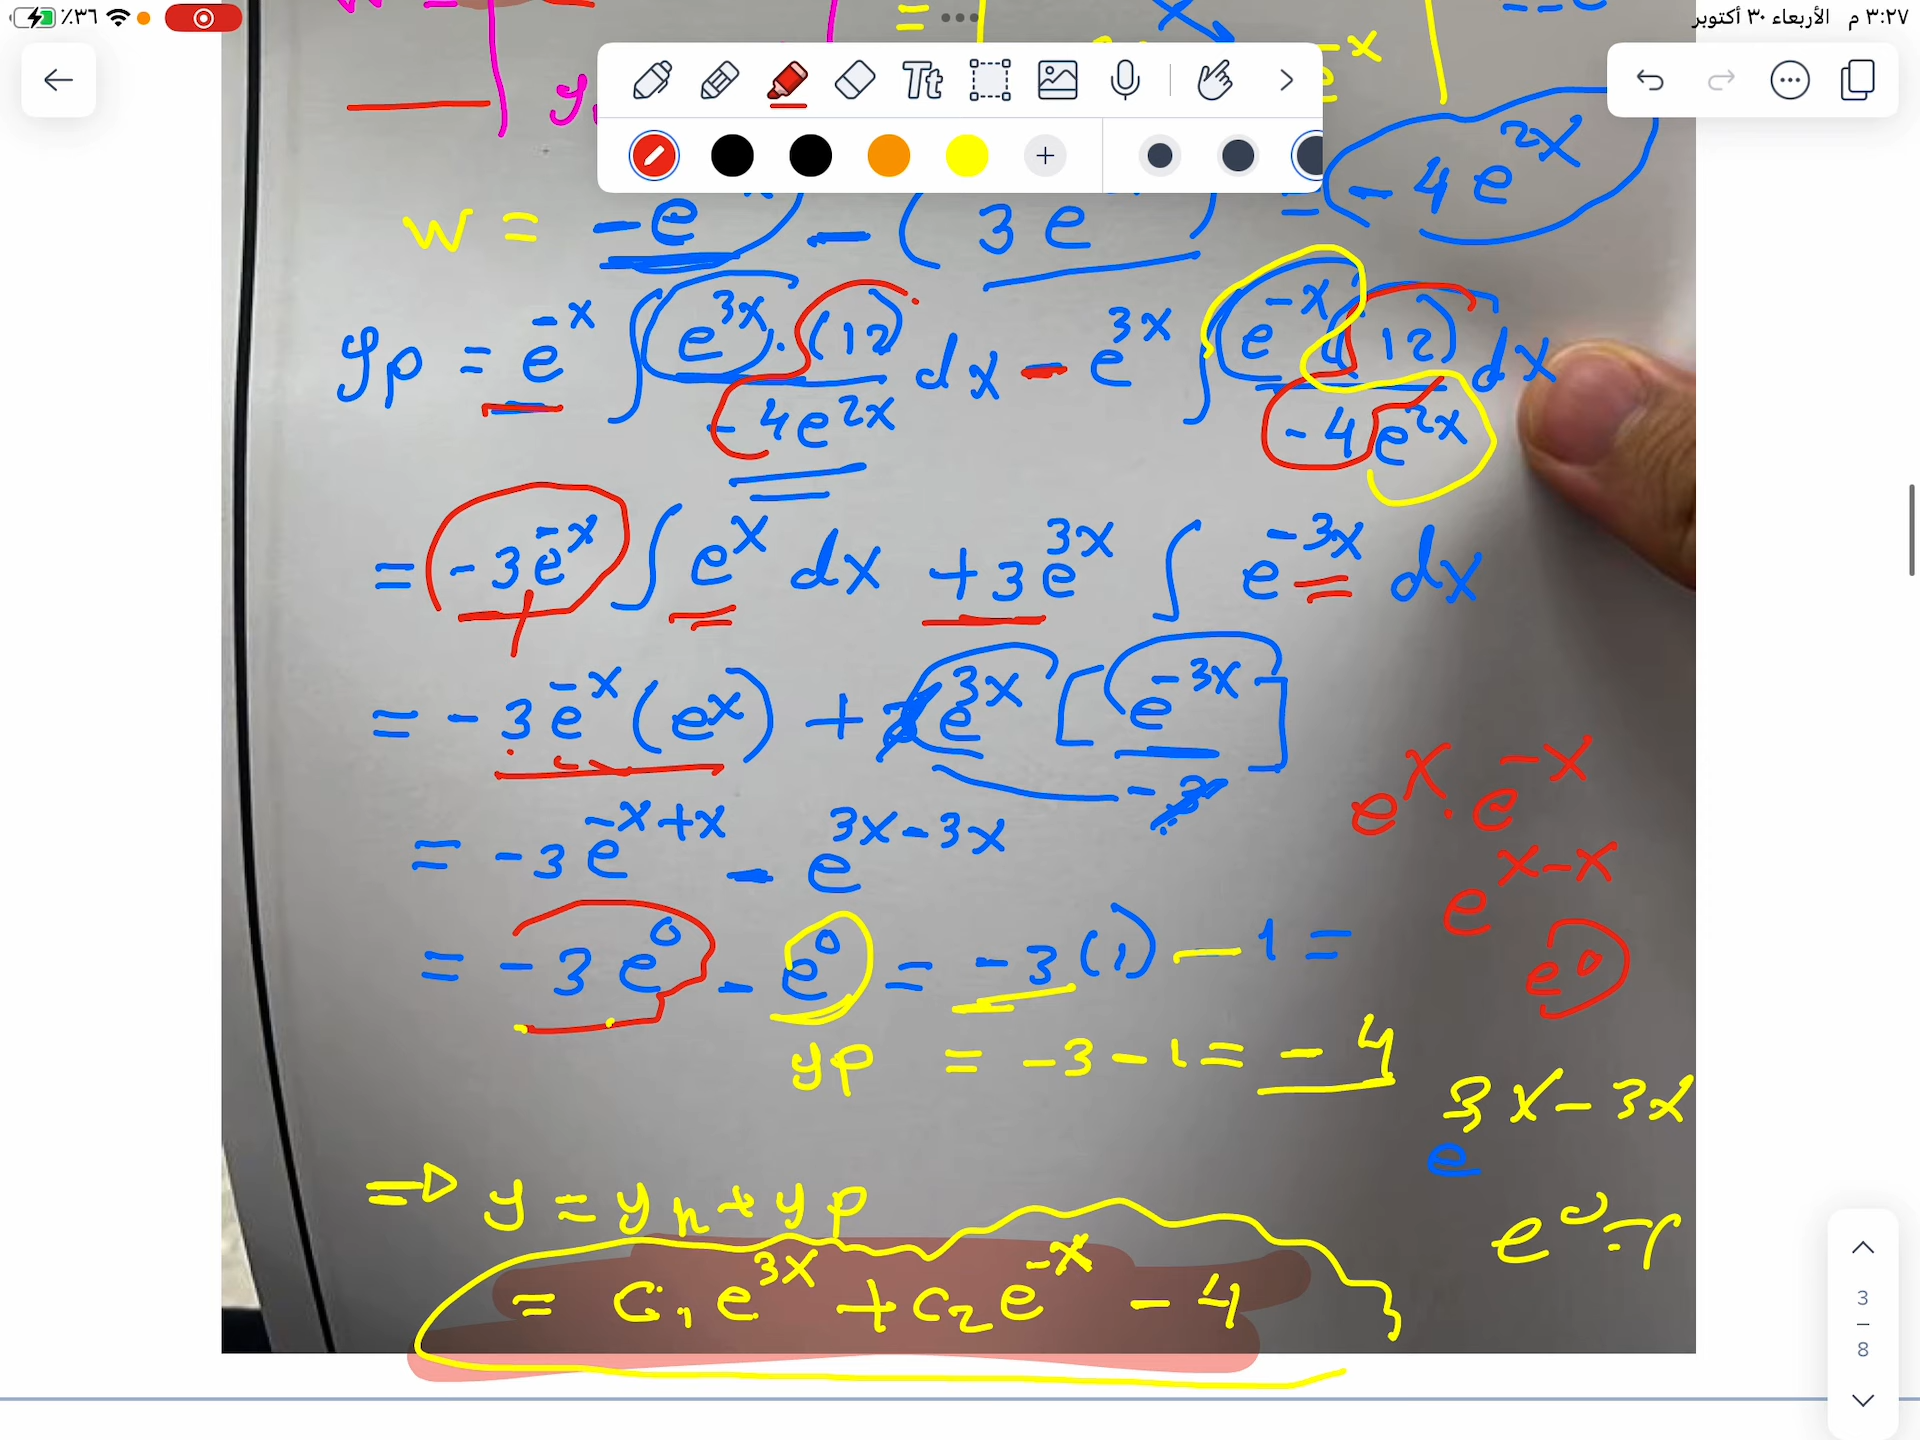 ٪٣٦
٣:٢٧ م الأربعاء ٣٠ أكتوبر
Tt
-4e^2x
w = -e - (3e ) =
yp = e^-x ∫ e^3x . (12) / -4e^2x dx - e^3x ∫ e^-x (12) / -4e^2x dx
= -3e^-x ∫ e^x dx + 3e^3x ∫ e^-3x dx
= -3e^-x (e^x) + 3e^3x [e^-3x / -3]
e^x . e^-x
= -3e^-x+x - e^3x-3x
e^x-x
= -3e^0 - e^0 = -3(1) - 1 =
e^0
yp = -3-1 = -4
e^3x-3x
⇒ y = yh + yp
e^0 = 1
= C1 e^3x + C2 e^-x - 4
3
8